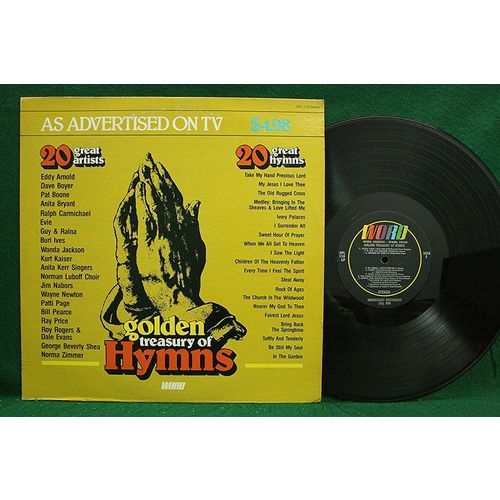 AS ADVERTISED ON TV
$4.98
20 great artists
Eddy Arnold
Dave Boyer
Pat Boone
Anita Bryant
Ralph Carmichael
Evie
Guy & Ralna
Burl Ives
Wanda Jackson
Kurt Kaiser
Anita Kerr Singers
Norman Luboff Choir
Jim Nabors
Wayne Newton
Patti Page
Bill Pearce
Ray Price
Roy Rogers &
Dale Evans
George Beverly Shea
Norma Zimmer
20 great hymns
Take My Hand Precious Lord
My Jesus I Love Thee
The Old Rugged Cross
Medley: Bringing In The
Sheaves & Love Lifted Me
Ivory Palaces
I Surrender All
Sweet Hour Of Prayer
When We All Get To Heaven
I Saw The Light
Children Of The Heavenly Father
Every Time I Feel The Spirit
Steal Away
Rock Of Ages
The Church In The Wildwood
Nearer My God To Thee
Fairest Lord Jesus
Bring Back
The Springtime
Softly And Tenderly
Be Still My Soul
In The Garden
golden
treasury of
Hymns
WORD
WORD
GOLDEN TREASURY OF HYMNS